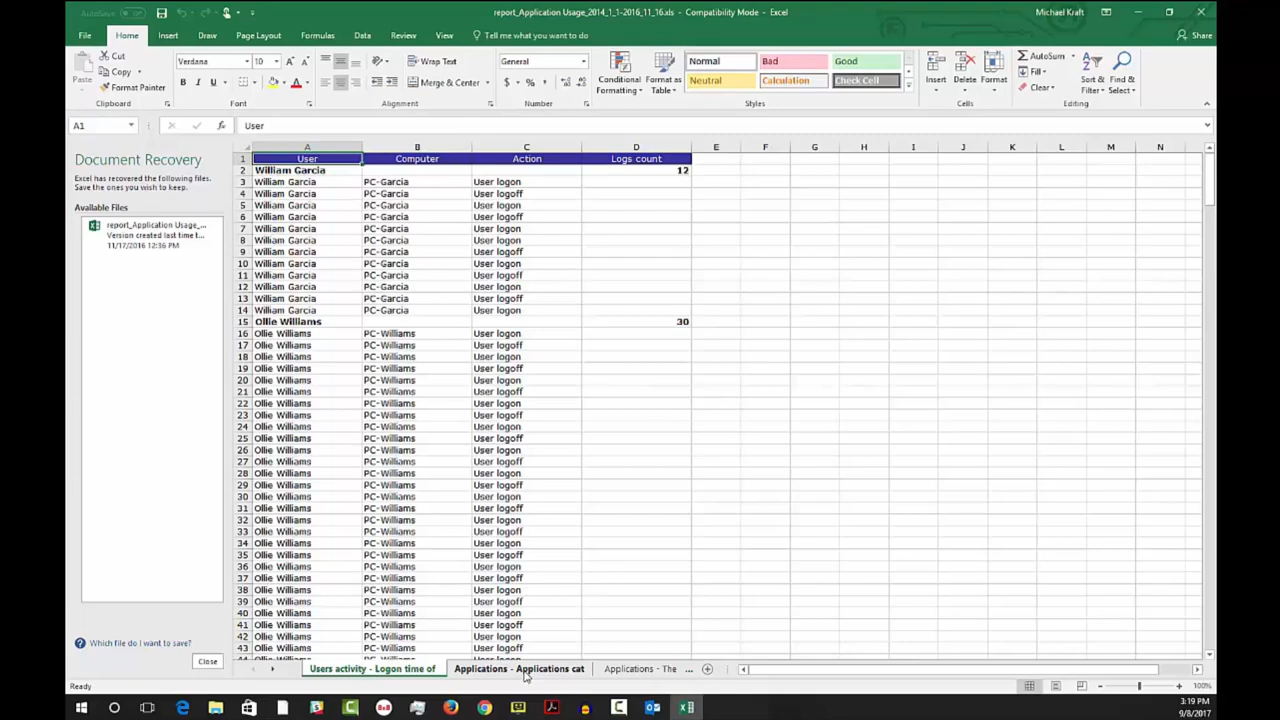 AutoSave
report_Application Usage_2014_1_1-2016_11_16.xls - Compatibility Mode - Excel
Michael Kraft
File Home Insert Draw Page Layout Formulas Data Review View Tell me what you want to do Share
Paste
Cut
Copy
Format Painter
Clipboard
Verdana 10
B I U
Font
Wrap Text
Merge & Center
Alignment
General
$ %
Number
Conditional Formatting
Format as Table
Normal Bad Good
Neutral Calculation Check Cell
Styles
Insert Delete Format
Cells
AutoSum
Fill
Clear
Sort & Filter
Find & Select
Editing
A1 fx User
Document Recovery
Excel has recovered the following files.
Save the ones you wish to keep.
Available Files
report_Application Usage_...
Version created last time t...
11/17/2016 12:36 PM
Which file do I want to save?
Close
A B C D E F G H I J K L M N
1 User Computer Action Logs count
2 William Garcia 12
3 William Garcia PC-Garcia User logon
4 William Garcia PC-Garcia User logoff
5 William Garcia PC-Garcia User logon
6 William Garcia PC-Garcia User logoff
7 William Garcia PC-Garcia User logon
8 William Garcia PC-Garcia User logon
9 William Garcia PC-Garcia User logoff
10 William Garcia PC-Garcia User logon
11 William Garcia PC-Garcia User logoff
12 William Garcia PC-Garcia User logon
13 William Garcia PC-Garcia User logoff
14 William Garcia PC-Garcia User logon
15 Ollie Williams 30
16 Ollie Williams PC-Williams User logon
17 Ollie Williams PC-Williams User logoff
18 Ollie Williams PC-Williams User logon
19 Ollie Williams PC-Williams User logoff
20 Ollie Williams PC-Williams User logon
21 Ollie Williams PC-Williams User logoff
22 Ollie Williams PC-Williams User logon
23 Ollie Williams PC-Williams User logoff
24 Ollie Williams PC-Williams User logon
25 Ollie Williams PC-Williams User logoff
26 Ollie Williams PC-Williams User logon
27 Ollie Williams PC-Williams User logoff
28 Ollie Williams PC-Williams User logon
29 Ollie Williams PC-Williams User logoff
30 Ollie Williams PC-Williams User logon
31 Ollie Williams PC-Williams User logoff
32 Ollie Williams PC-Williams User logon
33 Ollie Williams PC-Williams User logoff
34 Ollie Williams PC-Williams User logon
35 Ollie Williams PC-Williams User logoff
36 Ollie Williams PC-Williams User logon
37 Ollie Williams PC-Williams User logoff
38 Ollie Williams PC-Williams User logon
39 Ollie Williams PC-Williams User logoff
40 Ollie Williams PC-Williams User logon
41 Ollie Williams PC-Williams User logoff
42 Ollie Williams PC-Williams User logon
43 Ollie Williams PC-Williams User logoff
Users activity - Logon time of Applications - Applications cat Applications - The ...
Ready
100%
3:19 PM
9/8/2017